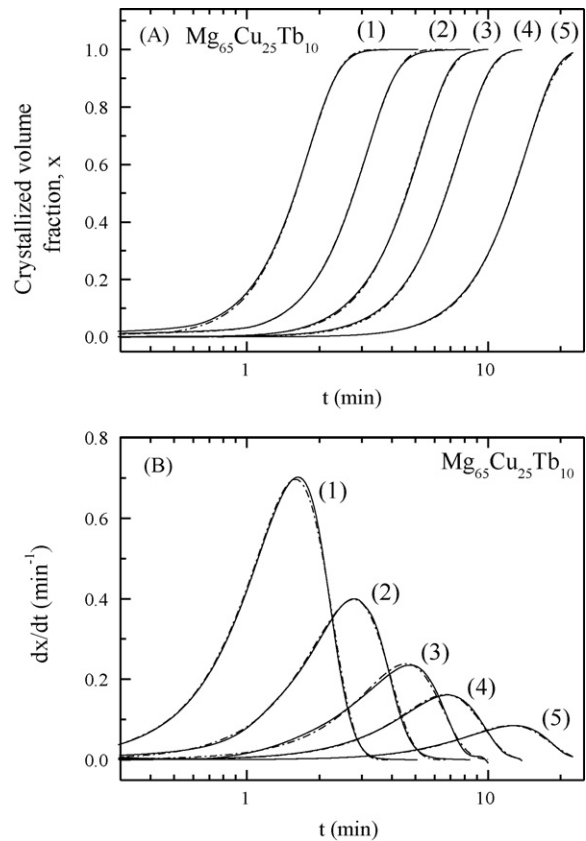 (A) Mg₆₅Cu₂₅Tb₁₀ (1) (2) (3) (4) (5)
1.0
0.8
0.6
0.4
0.2
0.0
Crystallized volume
fraction, x
1 10
t (min)
(B) Mg₆₅Cu₂₅Tb₁₀
0.8
0.6
0.4
0.2
0.0
dx/dt (min⁻¹)
(1)
(2)
(3)
(4)
(5)
1 10
t (min)